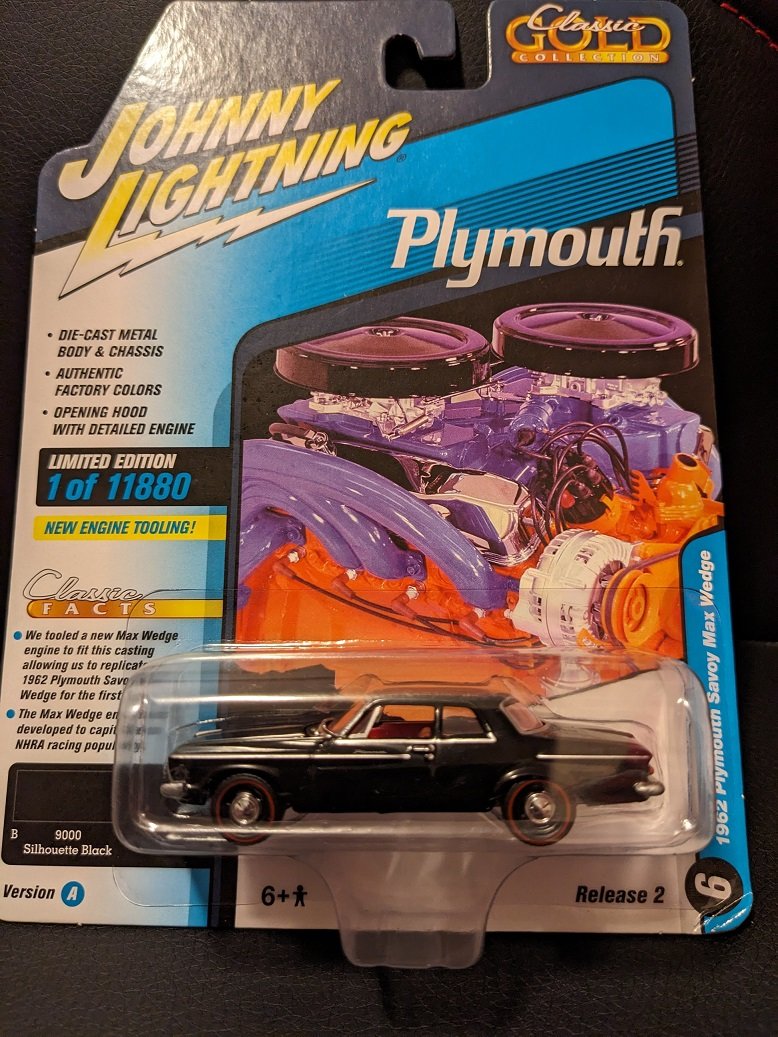 Classic
GOLD
COLLECTION
JOHNNY
LIGHTNING®
Plymouth.
• DIE-CAST METAL
BODY & CHASSIS
• AUTHENTIC
FACTORY COLORS
• OPENING HOOD
WITH DETAILED ENGINE
LIMITED EDITION
1 of 11880
NEW ENGINE TOOLING!
Classic
FACTS
• We tooled a new Max Wedge
engine to fit this casting
allowing us to replicat
1962 Plymouth Savo
Wedge for the first
• The Max Wedge en
developed to capi
NHRA racing popu
B 9000
Silhouette Black
Version A
6+
Release 2
1962 Plymouth Savoy Max Wedge
6